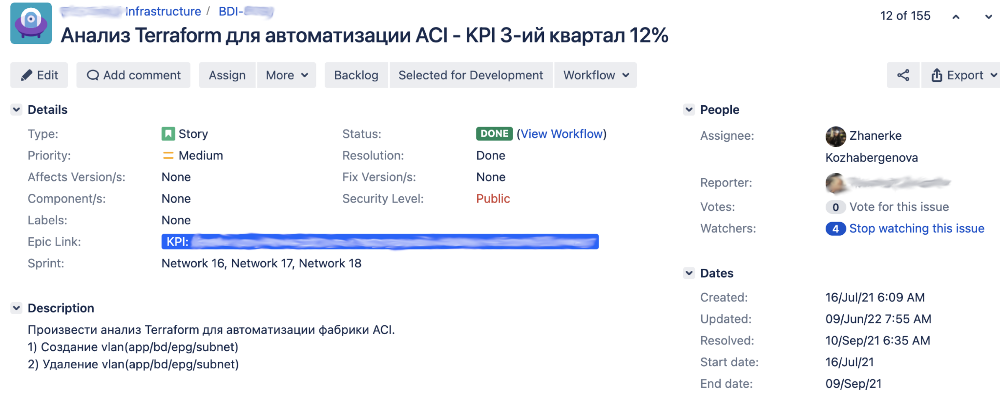 Infrastructure / BDI-
12 of 155
Анализ Terraform для автоматизации ACI - KPI 3-ий квартал 12%
Edit Add comment Assign More Backlog Selected for Development Workflow Export
Details
Type: Story Status: DONE (View Workflow)
Priority: Medium Resolution: Done
Affects Version/s: None Fix Version/s: None
Component/s: None Security Level: Public
Labels: None
Epic Link: KPI:
Sprint: Network 16, Network 17, Network 18
Description
Произвести анализ Terraform для автоматизации фабрики ACI.
1) Создание vlan(app/bd/epg/subnet)
2) Удаление vlan(app/bd/epg/subnet)
People
Assignee: Zhanerke
Kozhabergenova
Reporter:
Votes: 0 Vote for this issue
Watchers: 4 Stop watching this issue
Dates
Created: 16/Jul/21 6:09 AM
Updated: 09/Jun/22 7:55 AM
Resolved: 10/Sep/21 6:35 AM
Start date: 16/Jul/21
End date: 09/Sep/21